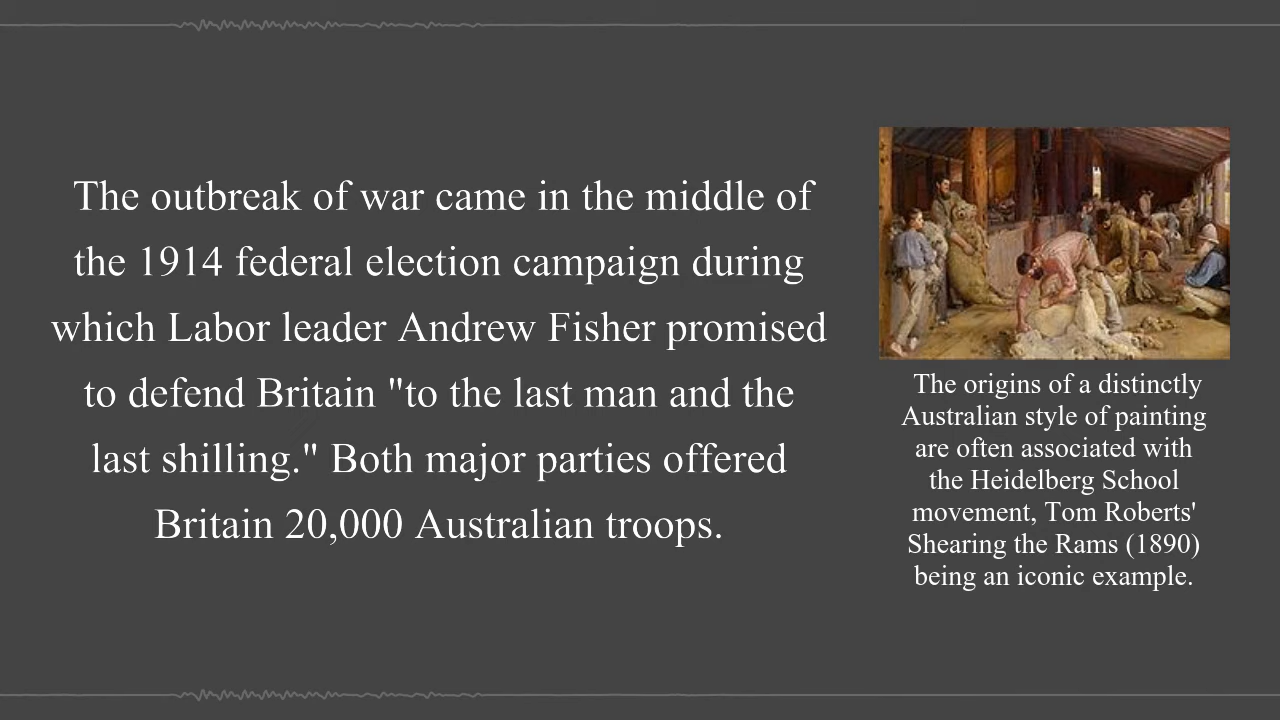 The outbreak of war came in the middle of
the 1914 federal election campaign during
which Labor leader Andrew Fisher promised
to defend Britain "to the last man and the
last shilling." Both major parties offered
Britain 20,000 Australian troops.
The origins of a distinctly
Australian style of painting
are often associated with
the Heidelberg School
movement, Tom Roberts'
Shearing the Rams (1890)
being an iconic example.